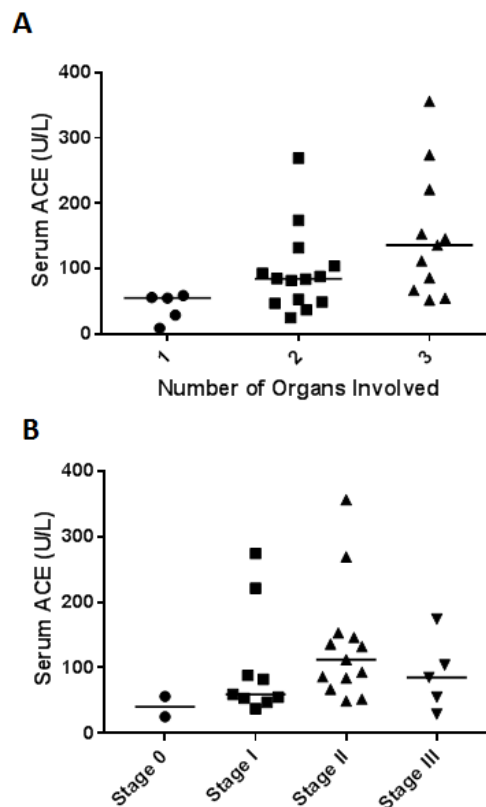 A
Serum ACE (U/L)
400
300
200
100
0
1
2
3
Number of Organs Involved
B
Serum ACE (U/L)
400
300
200
100
0
Stage 0
Stage I
Stage II
Stage III